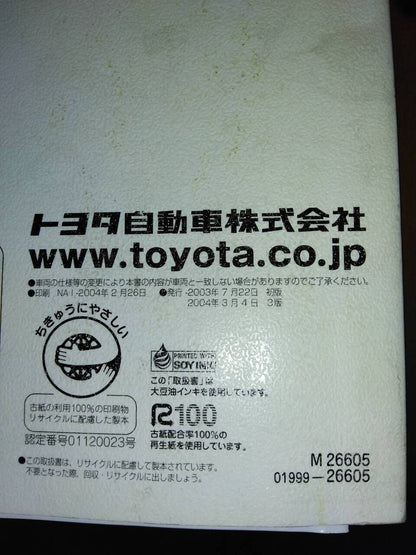 トヨタ自動車株式会社
www.toyota.co.jp
●車両の仕様等の変更により本書の内容が車両と一致しない場合がありますのでご了承ください。
●印刷-NAI-2004年2月26日 ●発行-2003年7月22日 初版
2004年3月4日 3版
ちきゅうにやさしい
古紙の利用100%の印刷物
リサイクルに配慮した製本
認定番号01120023号
PRINTED WITH
SOY INK
この「取扱書」は
大豆油インキを使用しています。
R100
古紙配合率100%の
再生紙を使用しています。
●この取扱書は、リサイクルに配慮して製本されています。
不要となった際、回収・リサイクルに出しましょう。
M 26605
01999-26605